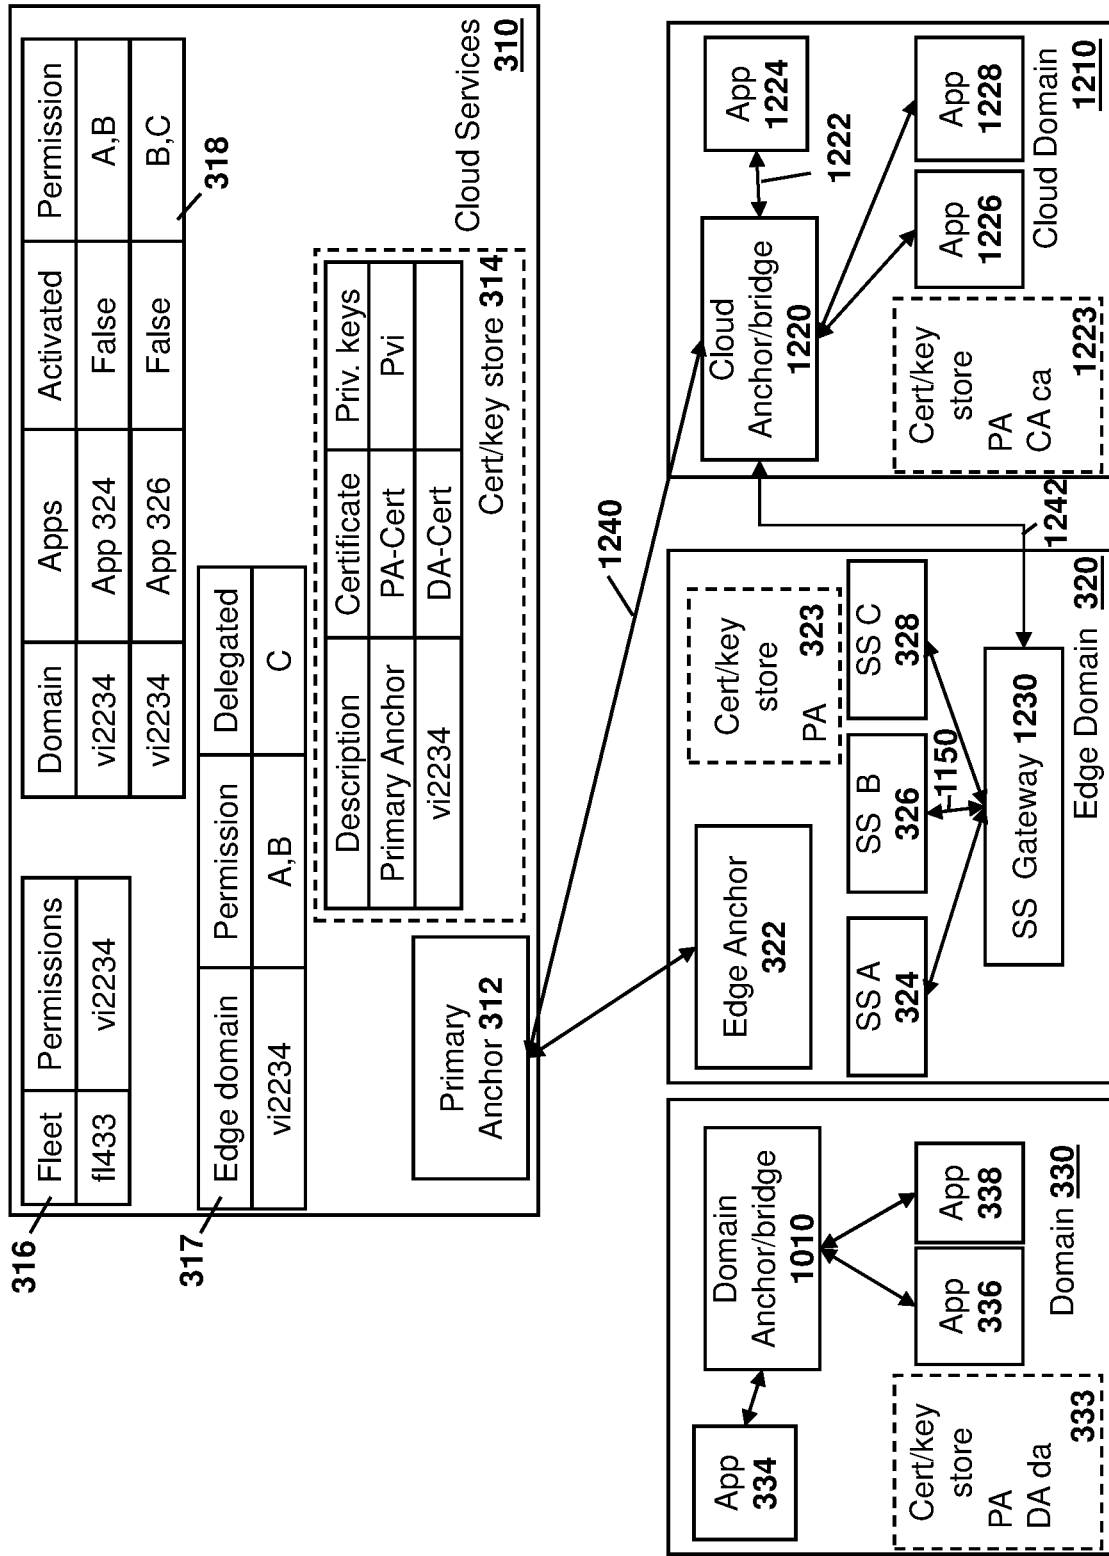 316
Fleet Permissions
fl433 vi2234
Domain Apps Activated Permission
vi2234 App 324 False A,B
vi2234 App 326 False B,C
318
317
Edge domain Permission Delegated
vi2234 A,B C
Description Certificate Priv. keys
Primary Anchor PA-Cert Pvi
vi2234 DA-Cert
Cert/key store 314
Primary
Anchor 312
Cloud Services
310
1240
App
334
Domain
Anchor/bridge
1010
App
336
App
338
Cert/key
store
PA
DA da
333
Domain 330
Edge Anchor
322
Cert/key
store
PA
323
SS A
324
SS B
326
SS C
328
1150
SS Gateway 1230
Edge Domain
320
1242
Cloud
Anchor/bridge
1220
1222
App
1224
App
1226
App
1228
Cert/key
store
PA
CA ca
1223
Cloud Domain
1210